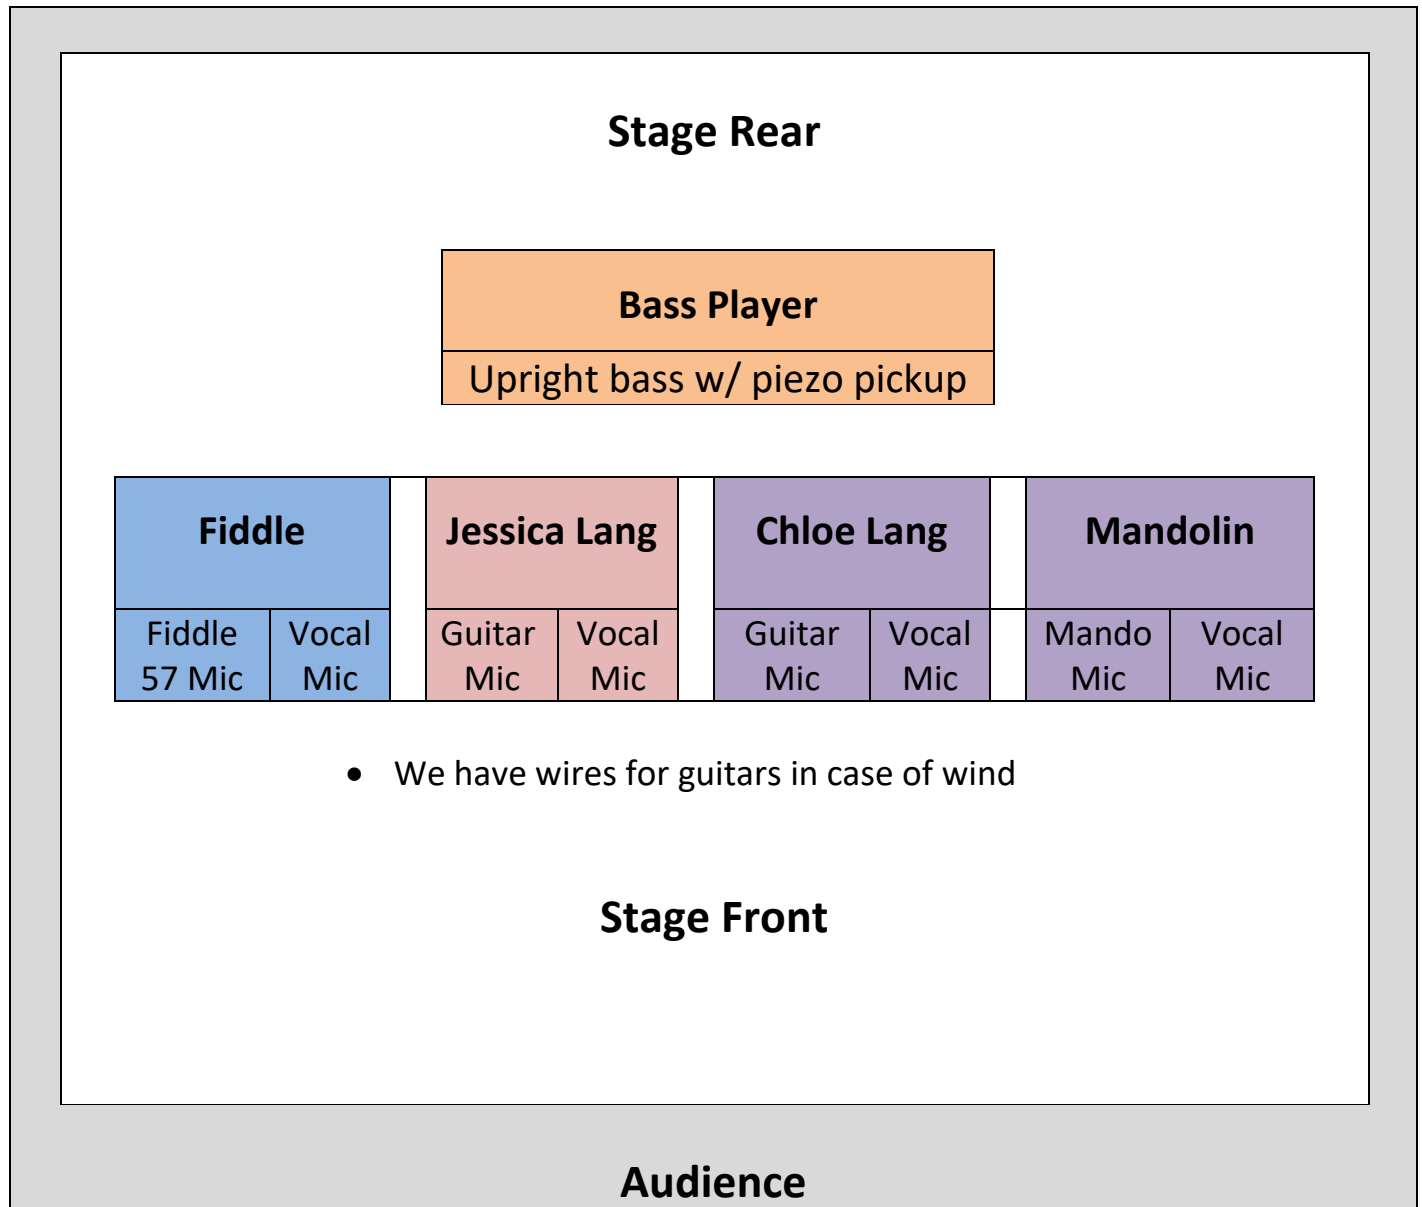 Stage Rear
Bass Player
Upright bass w/ piezo pickup
Fiddle
Jessica Lang
Chloe Lang
Mandolin
Fiddle
57 Mic
Vocal
Mic
Guitar
Mic
Vocal
Mic
Guitar
Mic
Vocal
Mic
Mando
Mic
Vocal
Mic
• We have wires for guitars in case of wind
Stage Front
Audience